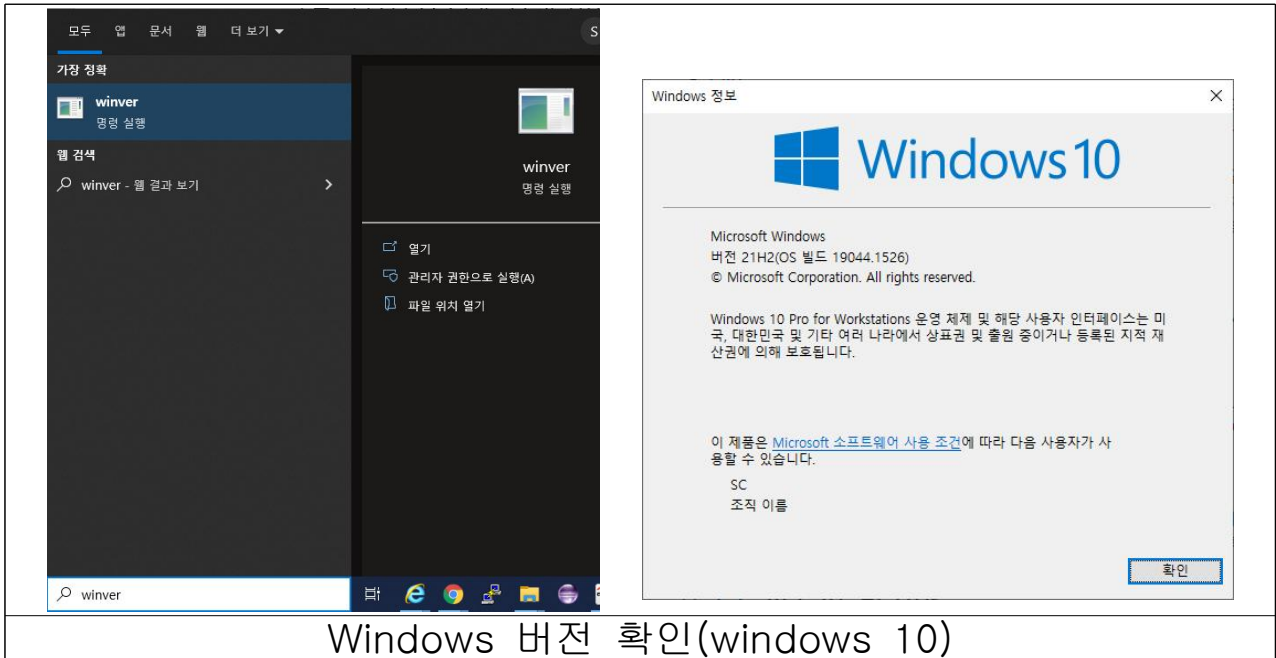 모두 앱 문서 웹 더 보기
S
가장 정확
winver
명령 실행
웹 검색
winver - 웹 결과 보기
winver
명령 실행
열기
관리자 권한으로 실행(A)
파일 위치 열기
winver
Windows 정보
Windows 10
Microsoft Windows
버전 21H2(OS 빌드 19044.1526)
© Microsoft Corporation. All rights reserved.
Windows 10 Pro for Workstations 운영 체제 및 해당 사용자 인터페이스는 미
국, 대한민국 및 기타 여러 나라에서 상표권 및 출원 중이거나 등록된 지적 재
산권에 의해 보호됩니다.
이 제품은 Microsoft 소프트웨어 사용 조건에 따라 다음 사용자가 사
용할 수 있습니다.
SC
조직 이름
확인
Windows 버전 확인(windows 10)